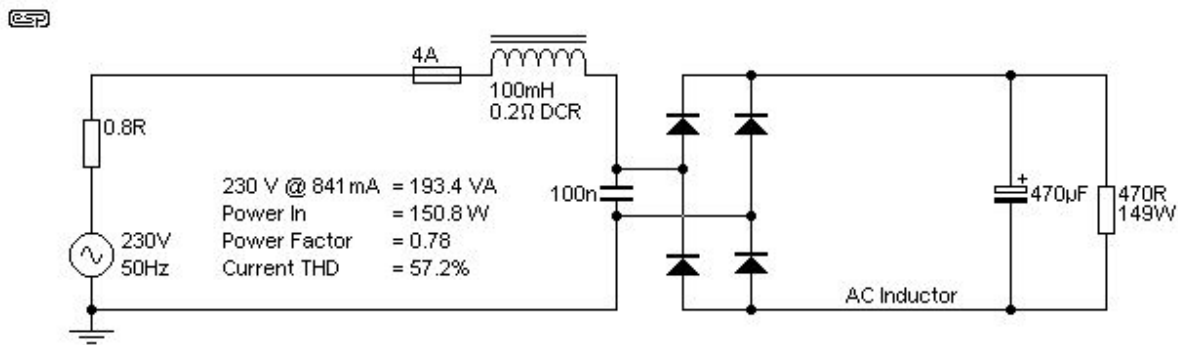 esp
4A
100mH
0.2Ω DCR
0.8R
230 V @ 841 mA = 193.4 VA
Power In = 150.8 W
Power Factor = 0.78
Current THD = 57.2%
230V
50Hz
100n
+
470µF
470R
149W
AC Inductor